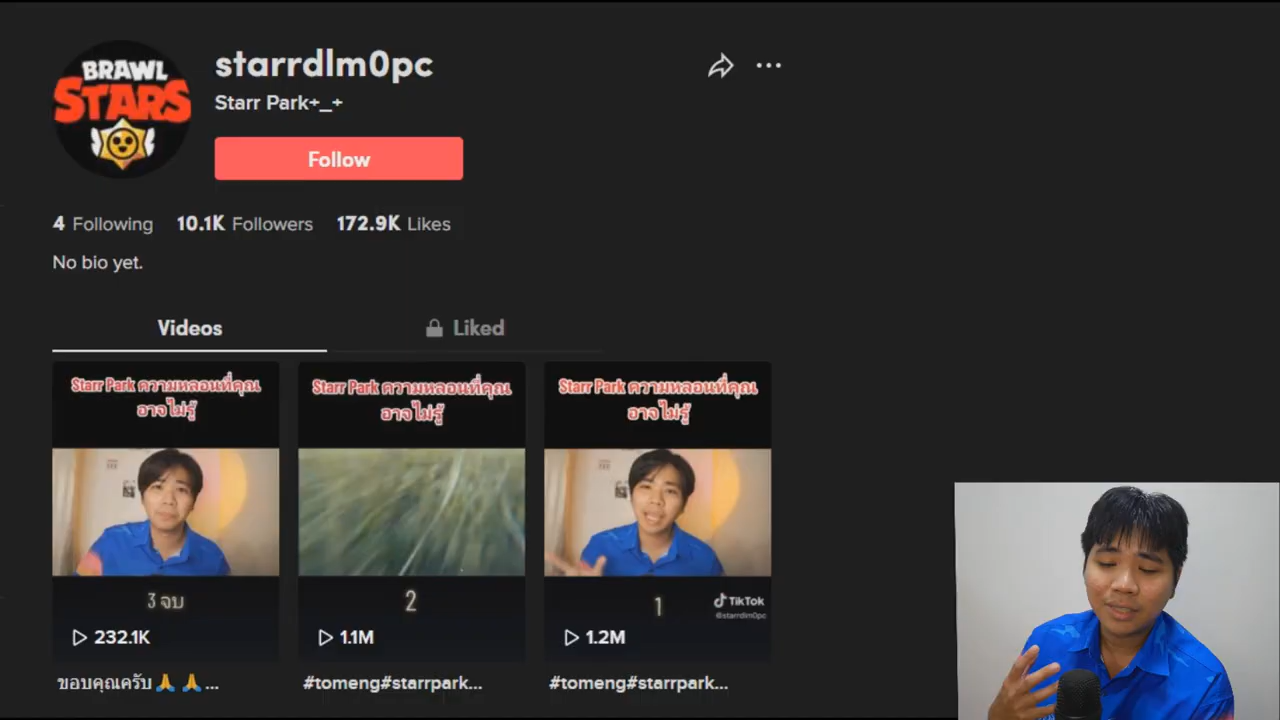 BRAWL
STARS
starrdlm0pc
Starr Park+_+
Follow
4 Following 10.1K Followers 172.9K Likes
No bio yet.
Videos
Liked
Starr Park ความหลอนที่คุณ
อาจไม่รู้
3 จบ
232.1K
ขอบคุณครับ🙏 🙏...
Starr Park ความหลอนที่คุณ
อาจไม่รู้
2
1.1M
#tomeng#starrpark...
Starr Park ความหลอนที่คุณ
อาจไม่รู้
1
TikTok
@starrdlm0pc
1.2M
#tomeng#starrpark...